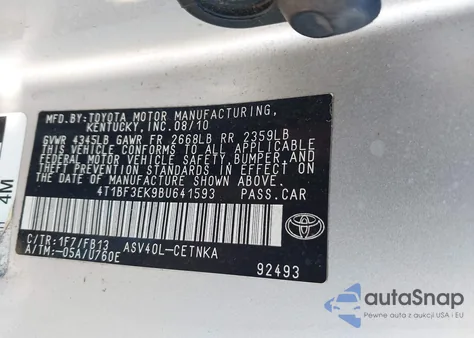 MFD.BY:TOYOTA MOTOR MANUFACTURING,
KENTUCKY,INC.08/10
GVWR 4345LB GAWR FR 2668LB RR 2359LB
THIS VEHICLE CONFORMS TO ALL APPLICABLE
FEDERAL MOTOR VEHICLE SAFETY,BUMPER,AND
THEFT PREVENTION STANDARDS IN EFFECT ON
THE DATE OF MANUFACTURE SHOWN ABOVE.
4T1BF3EK9BU641593 PASS.CAR
C/TR:1F7/FB13 ASV40L-CETNKA
A/TM:-05A/U760E
92493
4M
autoSnap
Pewne auta z aukcji USA i EU